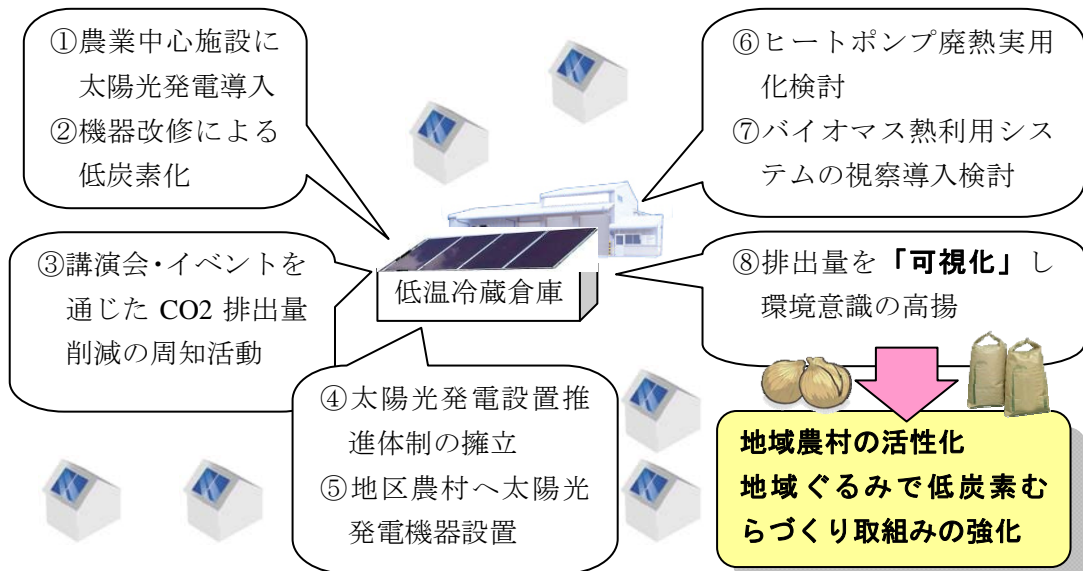 ①農業中心施設に
太陽光発電導入
②機器改修による
低炭素化
⑥ヒートポンプ廃熱実用
化検討
⑦バイオマス熱利用シス
テムの視察導入検討
③講演会・イベントを
通じた CO2 排出量
削減の周知活動
低温冷蔵倉庫
⑧排出量を「可視化」し
環境意識の高揚
④太陽光発電設置推
進体制の擁立
⑤地区農村へ太陽光
発電機器設置
地域農村の活性化
地域ぐるみで低炭素む
らづくり取組みの強化